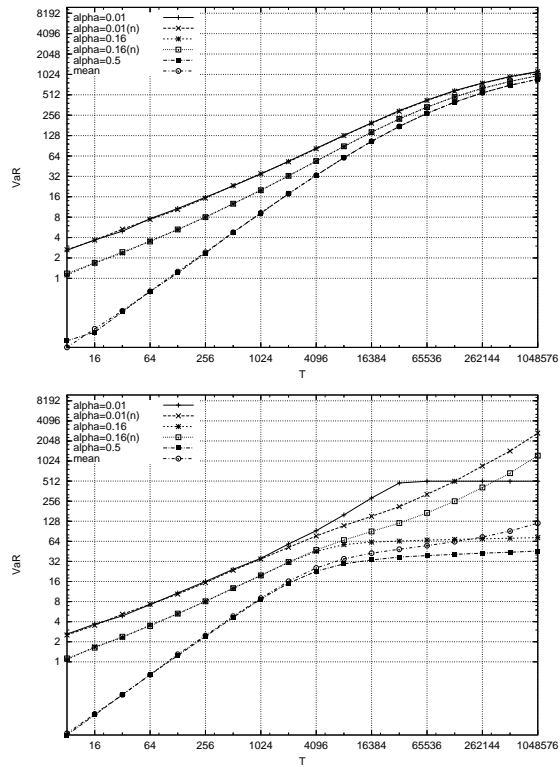 8192
4096
2048
1024
512
256
128
64
32
16
8
4
2
1
VaR
alpha=0.01
alpha=0.01(n)
alpha=0.16
alpha=0.16(n)
alpha=0.5
mean
16 64 256 1024 4096 16384 65536 262144 1048576
T
8192
4096
2048
1024
512
256
128
64
32
16
8
4
2
1
VaR
alpha=0.01
alpha=0.01(n)
alpha=0.16
alpha=0.16(n)
alpha=0.5
mean
16 64 256 1024 4096 16384 65536 262144 1048576
T